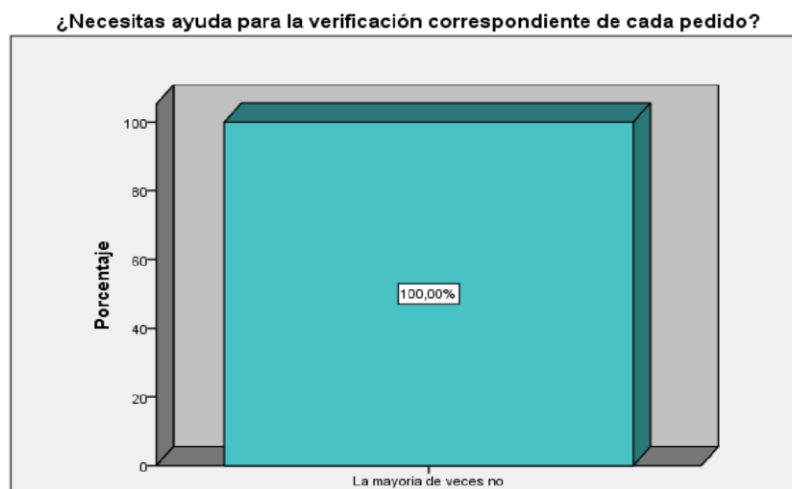 ¿Necesitas ayuda para la verificación correspondiente de cada pedido?
100
80
60
40
20
0
Porcentaje
100,00%
La mayoria de veces no